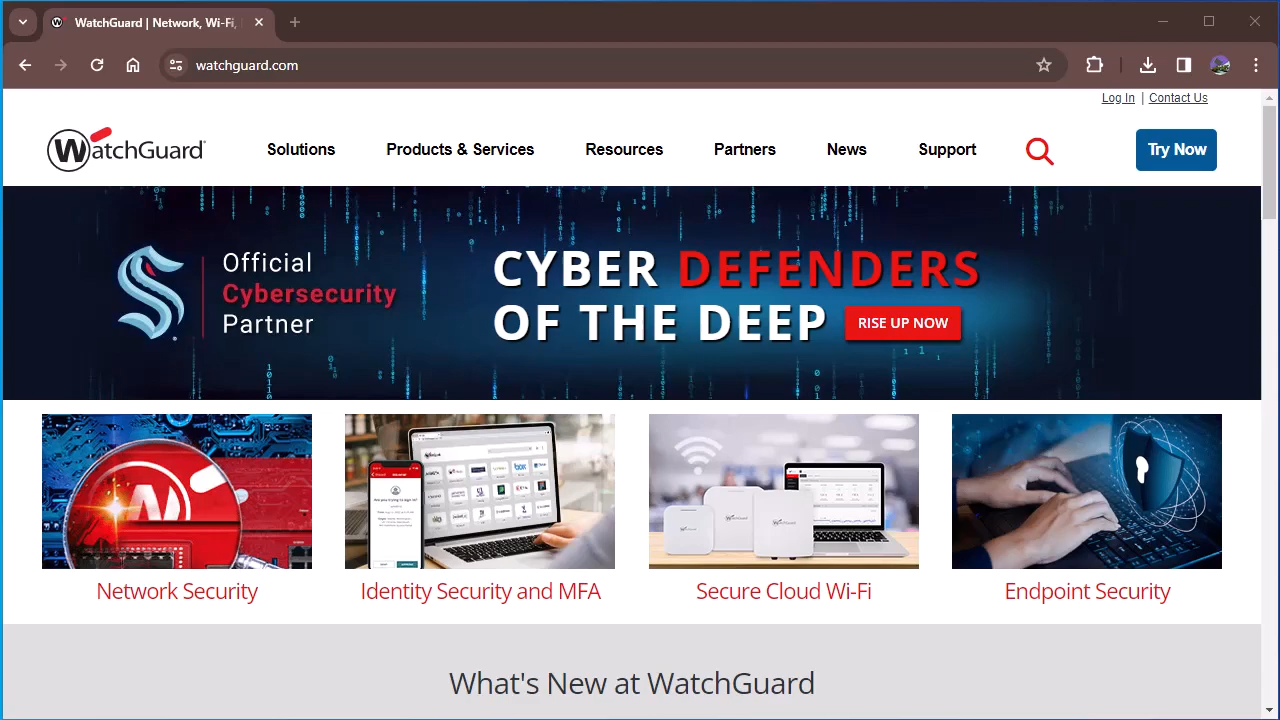 WatchGuard | Network, Wi-Fi,
watchguard.com
Log In | Contact Us
WatchGuard
Solutions
Products & Services
Resources
Partners
News
Support
Try Now
Official
Cybersecurity
Partner
CYBER DEFENDERS
OF THE DEEP
RISE UP NOW
Network Security
Identity Security and MFA
Secure Cloud Wi-Fi
Endpoint Security
What's New at WatchGuard